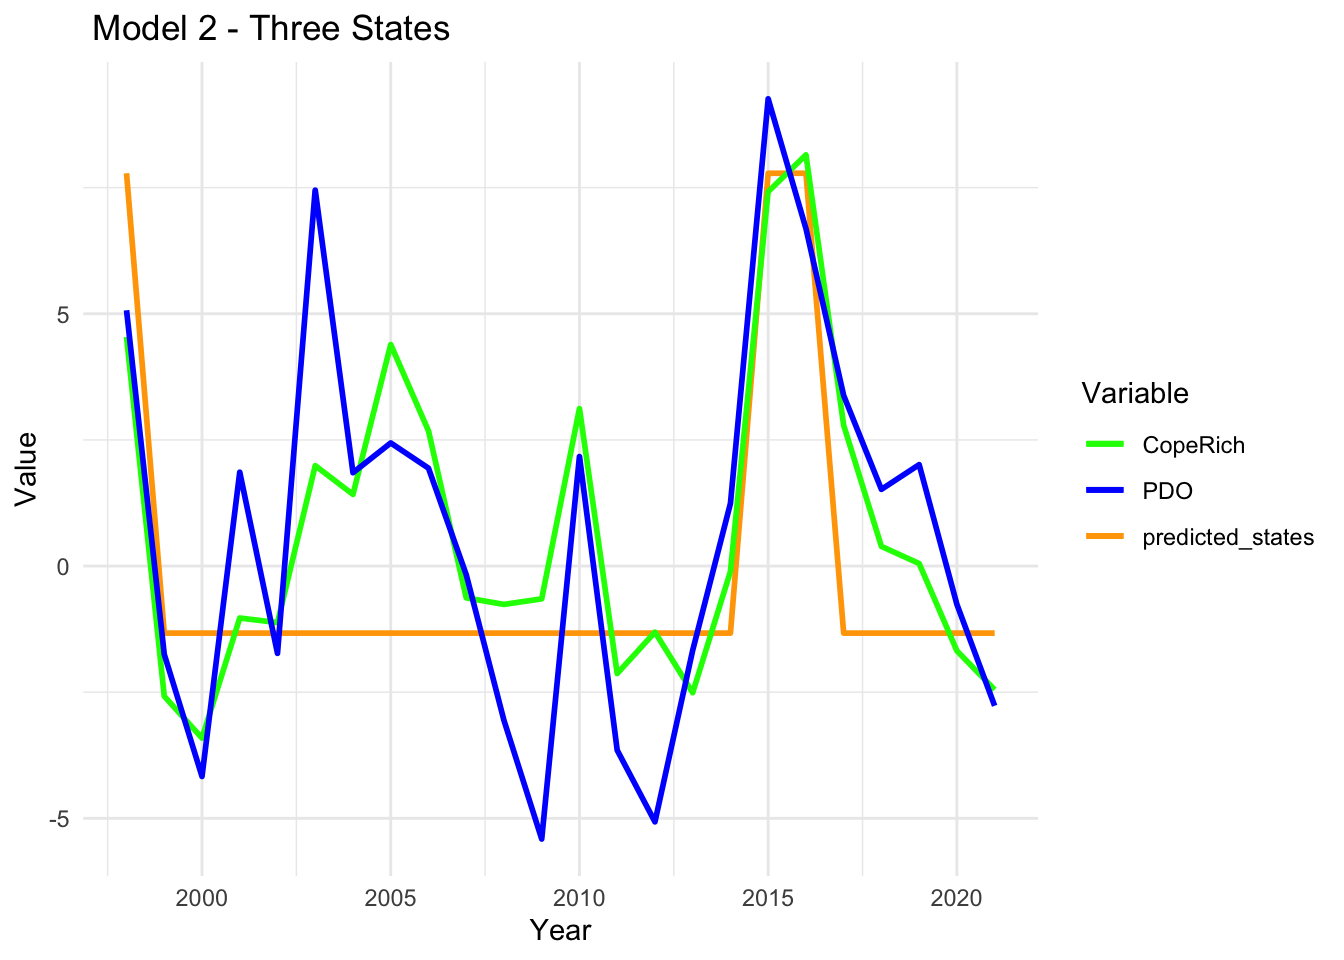 Model 2 - Three States
Value
5
0
-5
2000
2005
2010
2015
2020
Year
Variable
CopeRich
PDO
predicted_states